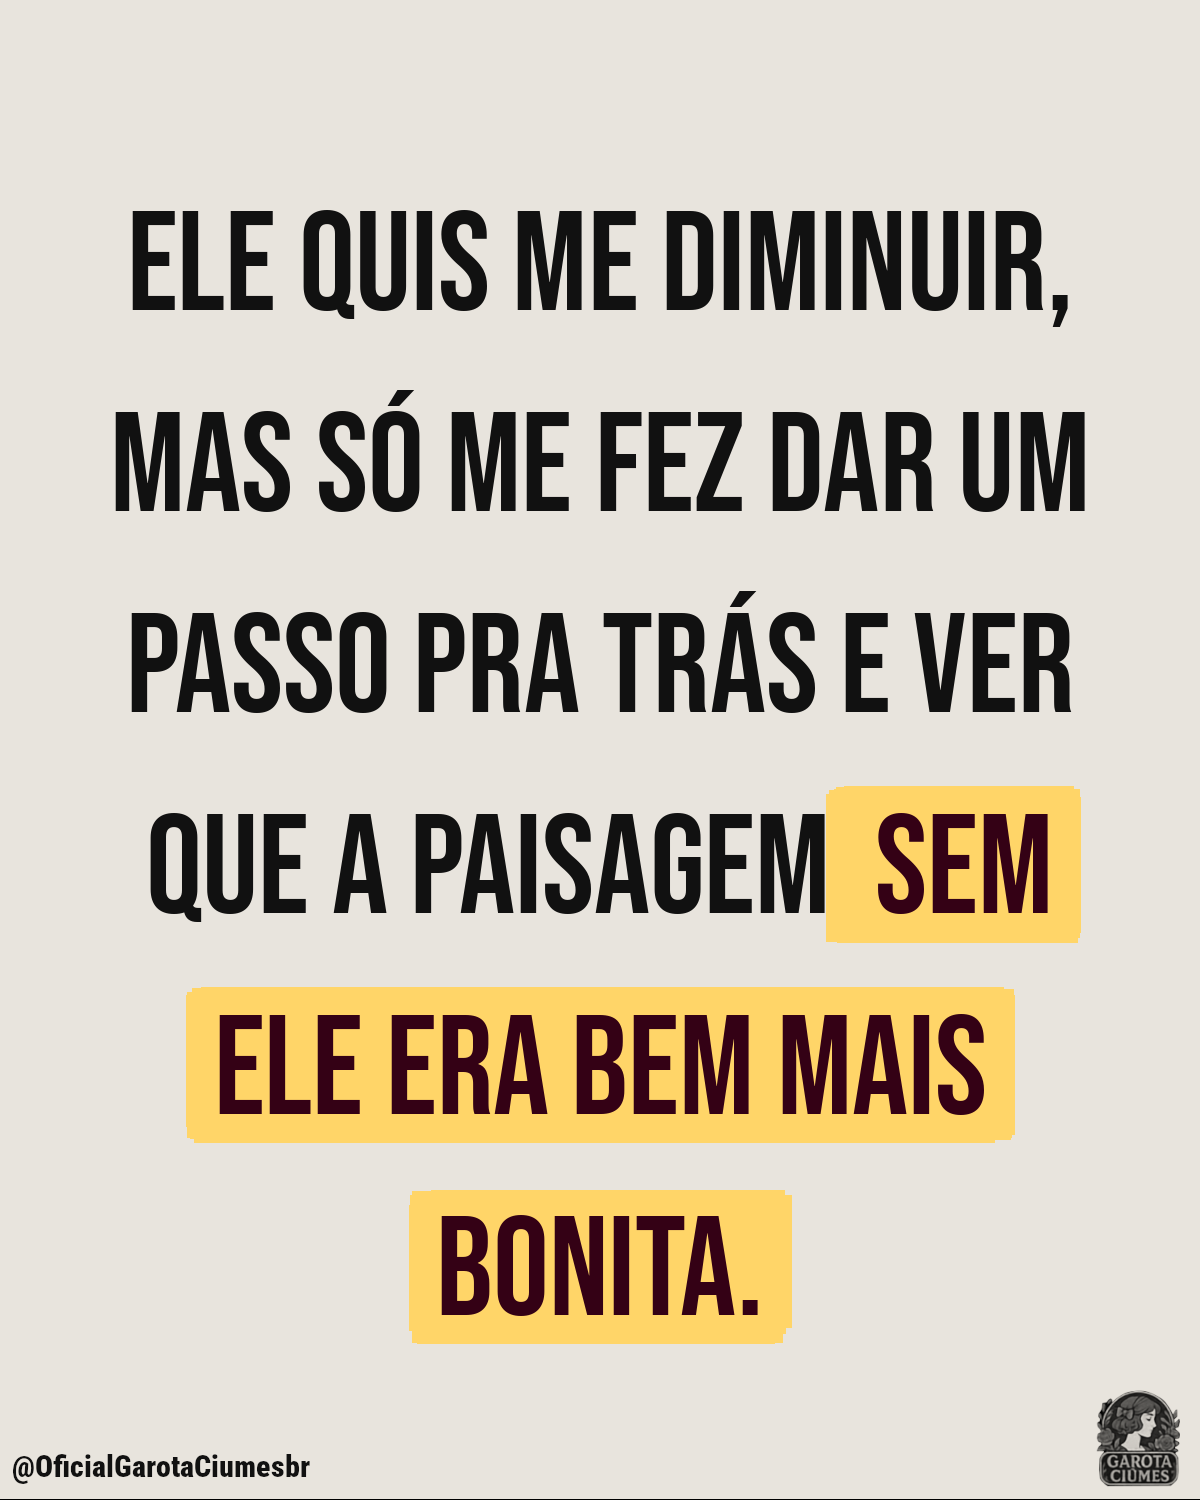 ELE QUIS ME DIMINUIR,
MAS SÓ ME FEZ DAR UM
PASSO PRA TRÁS E VER
QUE A PAISAGEM SEM
ELE ERA BEM MAIS
BONITA.
@OficialGarotaCiumesbr
GAROTA
CIÚMES